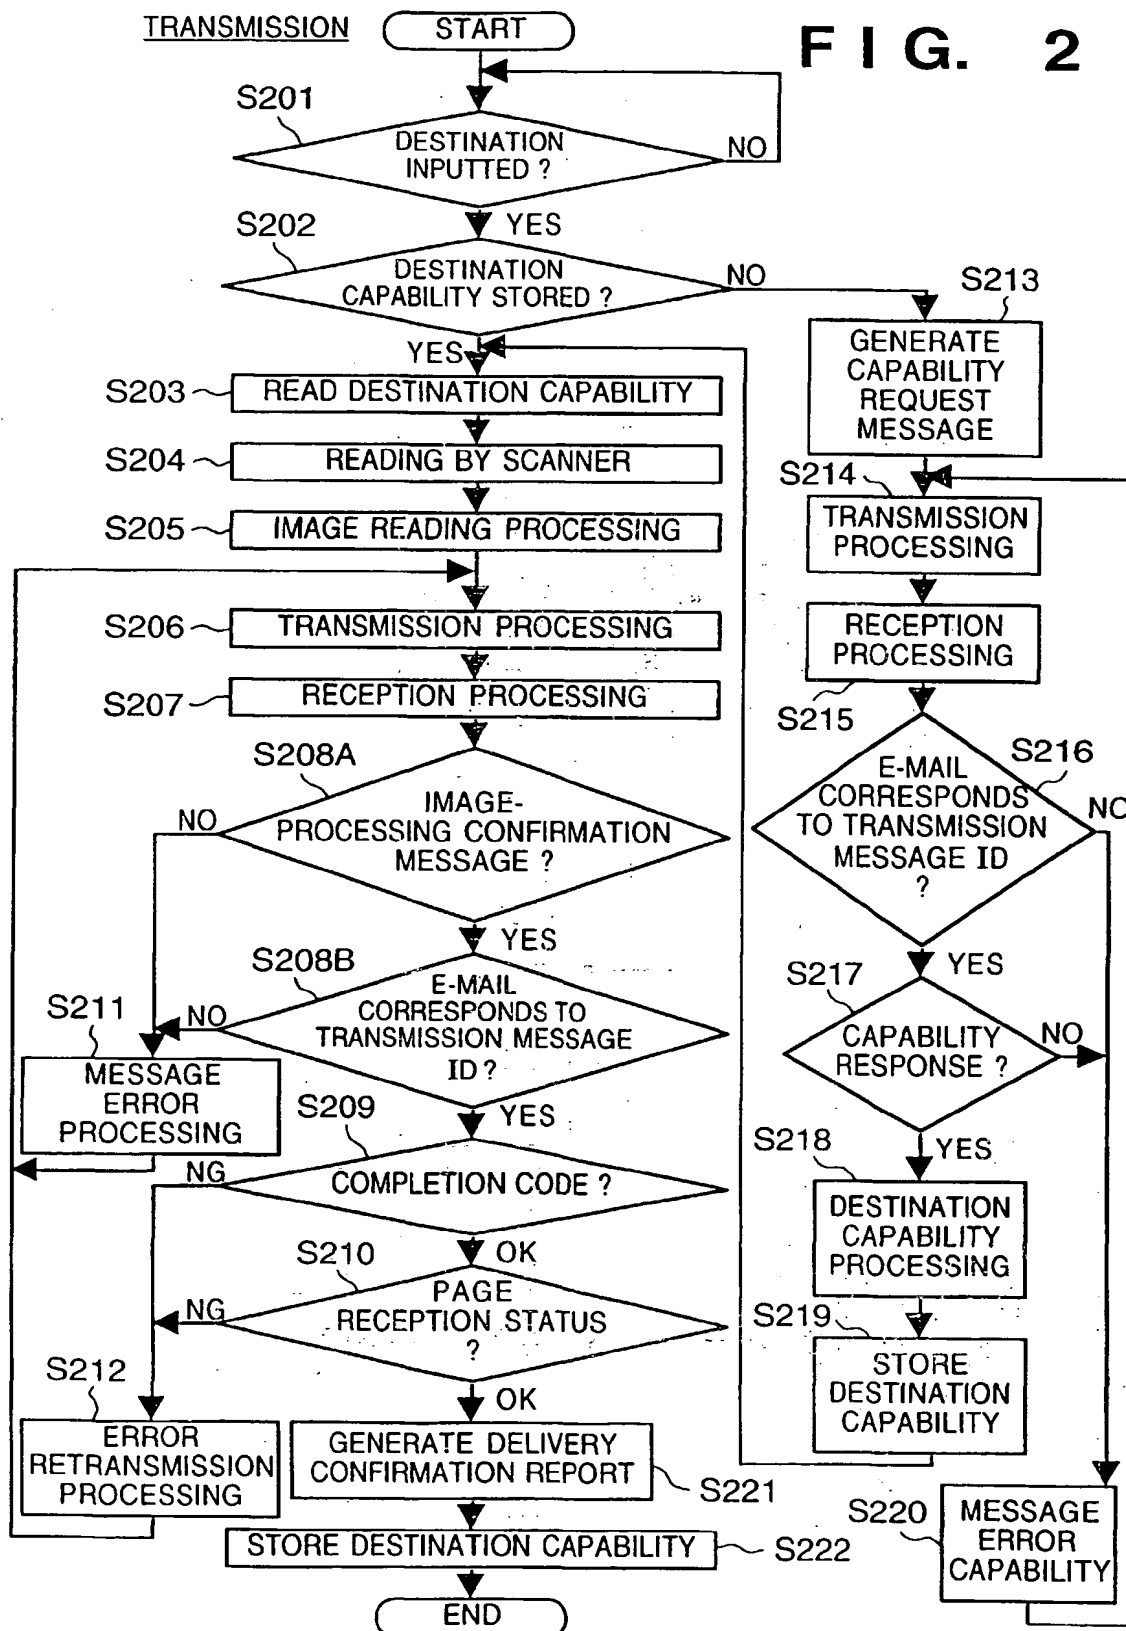 TRANSMISSION
START
FIG. 2
S201
DESTINATION
INPUTTED ?
NO
YES
S202
DESTINATION
CAPABILITY STORED ?
NO
YES
S203
READ DESTINATION CAPABILITY
S204
READING BY SCANNER
S205
IMAGE READING PROCESSING
S206
TRANSMISSION PROCESSING
S207
RECEPTION PROCESSING
S208A
IMAGE-
PROCESSING CONFIRMATION
MESSAGE ?
NO
YES
S208B
E-MAIL
CORRESPONDS TO
TRANSMISSION MESSAGE
ID ?
NO
YES
S211
MESSAGE
ERROR
PROCESSING
S209
COMPLETION CODE ?
NG
OK
S210
PAGE
RECEPTION STATUS
?
NG
OK
S212
ERROR
RETRANSMISSION
PROCESSING
GENERATE DELIVERY
CONFIRMATION REPORT
S221
STORE DESTINATION CAPABILITY
S222
END
S213
GENERATE
CAPABILITY
REQUEST
MESSAGE
S214
TRANSMISSION
PROCESSING
RECEPTION
PROCESSING
S215
S216
E-MAIL
CORRESPONDS
TO TRANSMISSION
MESSAGE ID
?
NO
YES
S217
CAPABILITY
RESPONSE ?
NO
YES
S218
DESTINATION
CAPABILITY
PROCESSING
S219
STORE
DESTINATION
CAPABILITY
S220
MESSAGE
ERROR
CAPABILITY